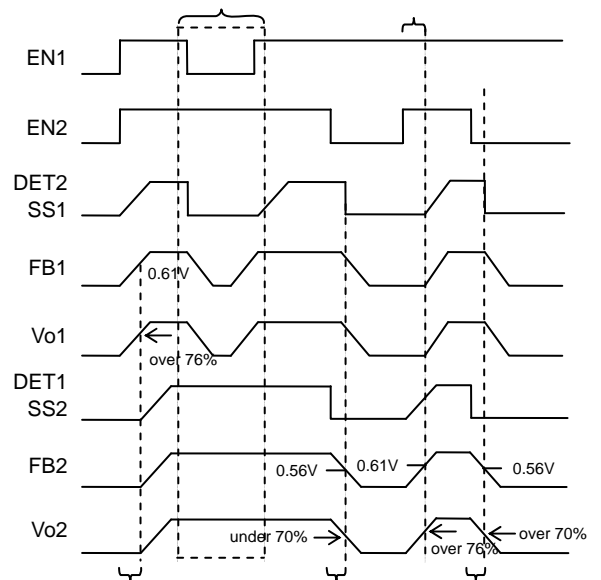 EN1
EN2
DET2
SS1
FB1
0.61V
Vo1
over 76%
DET1
SS2
FB2
0.56V
0.61V
0.56V
Vo2
under 70%
over 76%
over 70%